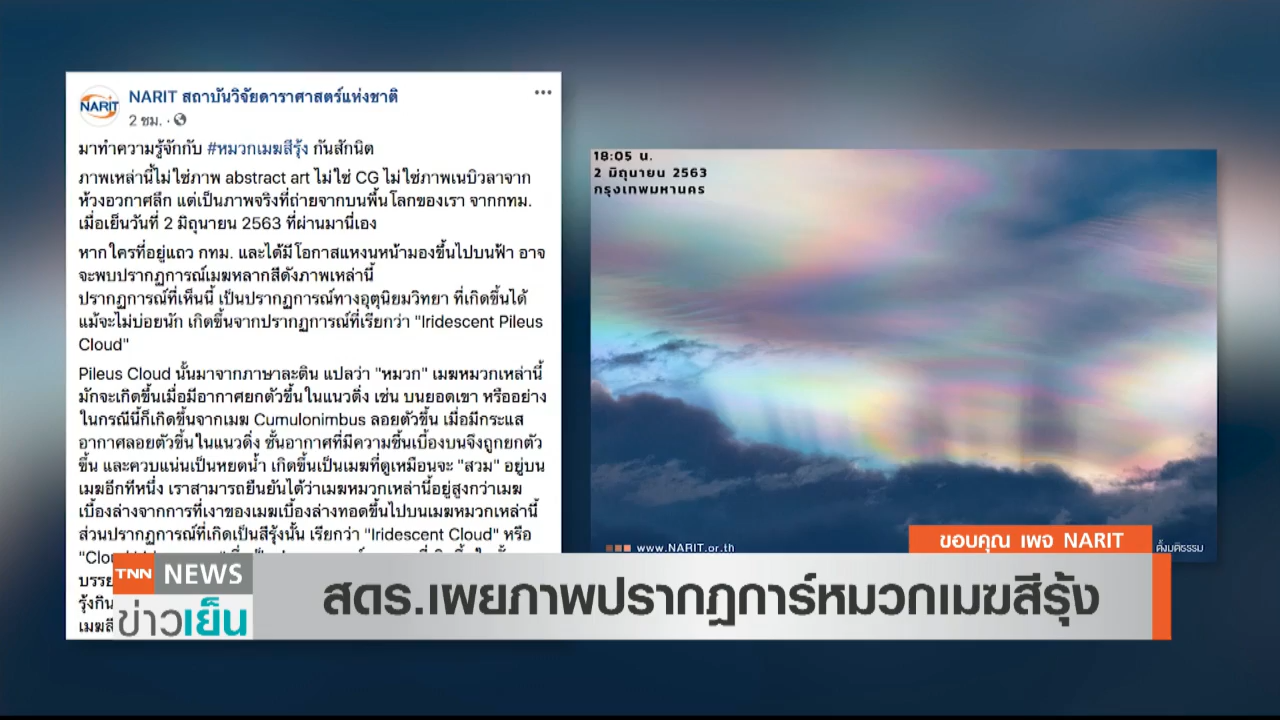 NARIT สถาบันวิจัยดาราศาสตร์แห่งชาติ
2 ชม. ·
มาทำความรู้จักกับ #หมวกเมฆสีรุ้ง กันสักนิต
ภาพเหล่านี้ไม่ใช่ภาพ abstract art ไม่ใช่ CG ไม่ใช่ภาพเนบิวลาจาก
ห้วงอวกาศลึก แต่เป็นภาพจริงที่ถ่ายจากบนพื้นโลกของเรา จากกทม.
เมื่อเย็นวันที่ 2 มิถุนายน 2563 ที่ผ่านมานี่เอง
หากใครที่อยู่แถว กทม. และได้มีโอกาสแหงนหน้ามองขึ้นไปบนฟ้า อาจ
จะพบปรากฏการณ์เมฆหลากสีดังภาพเหล่านี้
ปรากฏการณ์ที่เห็นนี้ เป็นปรากฏการณ์ทางอุตุนิยมวิทยา ที่เกิดขึ้นได้
แม้จะไม่บ่อยนัก เกิดขึ้นจากปรากฏการณ์ที่เรียกว่า "Iridescent Pileus
Cloud"
Pileus Cloud นั้นมาจากภาษาละติน แปลว่า "หมวก" เมฆหมวกเหล่านี้
มักจะเกิดขึ้นเมื่อมีอากาศยกตัวขึ้นในแนวดิ่ง เช่น บนยอดเขา หรืออย่าง
ในกรณีนี้ก็เกิดขึ้นจากเมฆ Cumulonimbus ลอยตัวขึ้น เมื่อมีกระแส
อากาศลอยตัวขึ้นในแนวดิ่ง ชั้นอากาศที่มีความชื้นเบื้องบนจึงถูกยกตัว
ขึ้น และควบแน่นเป็นหยดน้ำ เกิดขึ้นเป็นเมฆที่ดูเหมือนจะ "สวม" อยู่บน
เมฆอีกทีหนึ่ง เราสามารถยืนยันได้ว่าเมฆหมวกเหล่านี้อยู่สูงกว่าเมฆ
เบื้องล่างจากการที่เงาของเมฆเบื้องล่างทอดขึ้นไปบนเมฆหมวกเหล่านี้
ส่วนปรากฏการณ์ที่เกิดเป็นสีรุ้งนั้น เรียกว่า "Iridescent Cloud" หรือ
18:05 น.
2 มิถุนายน 2563
กรุงเทพมหานคร
www.NARIT.or.th
ตั้งมติธรรม
ขอบคุณ เพจ NARIT
TNN NEWS
ข่าวเย็น
สดร.เผยภาพปรากฏการ์หมวกเมฆสีรุ้ง